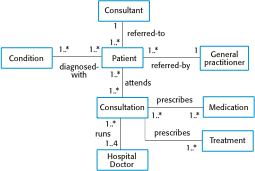 Consultant
1
referred-to
1..*
1..*
1..*
1..*
1
Condition
Patient
General
practitioner
diagnosed-
with
referred-by
1..*
attends
1..*
Consultation
prescribes
Medication
1..*
1..*
1..*
prescribes
runs
Treatment
1..4
1..*
Hospital
Doctor